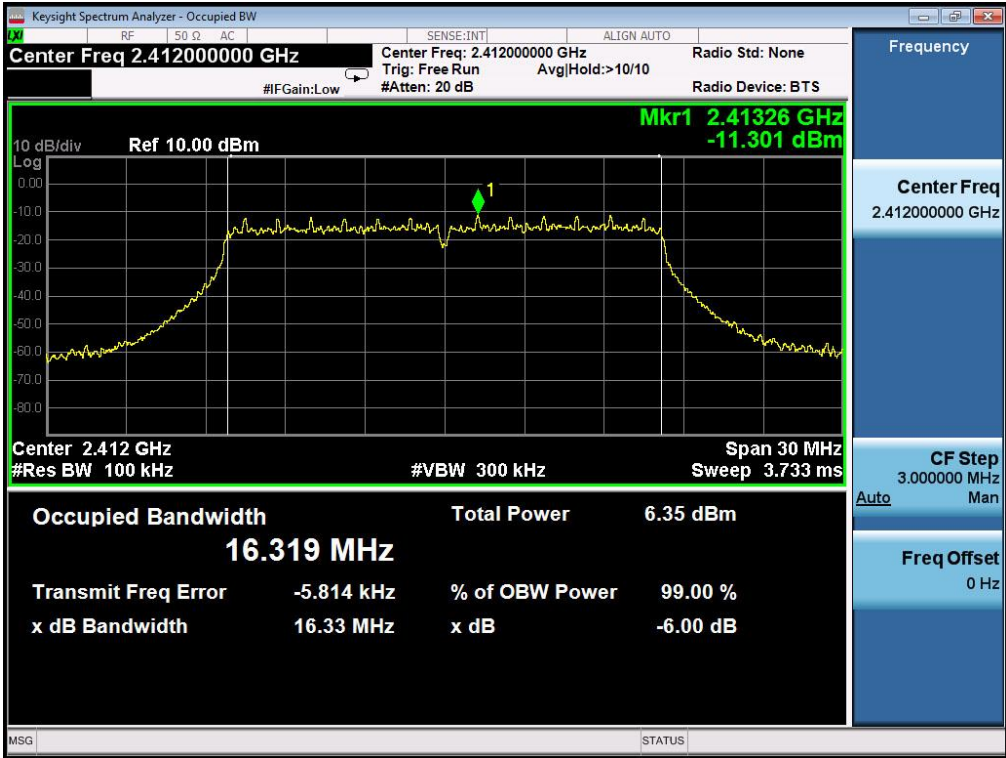 Keysight Spectrum Analyzer - Occupied BW
LXI RF 50 Ω AC SENSE:INT ALIGN AUTO
Center Freq 2.412000000 GHz
Center Freq: 2.412000000 GHz Radio Std: None
Trig: Free Run Avg|Hold:>10/10
#IFGain:Low #Atten: 20 dB Radio Device: BTS
Mkr1 2.41326 GHz
-11.301 dBm
10 dB/div Ref 10.00 dBm
Log
0.00
1
-10.0
-20.0
-30.0
-40.0
-50.0
-60.0
-70.0
-80.0
Center 2.412 GHz Span 30 MHz
#Res BW 100 kHz #VBW 300 kHz Sweep 3.733 ms
Occupied Bandwidth Total Power 6.35 dBm
16.319 MHz
Transmit Freq Error -5.814 kHz % of OBW Power 99.00 %
x dB Bandwidth 16.33 MHz x dB -6.00 dB
Frequency
Center Freq
2.412000000 GHz
CF Step
3.000000 MHz
Auto Man
Freq Offset
0 Hz
MSG STATUS